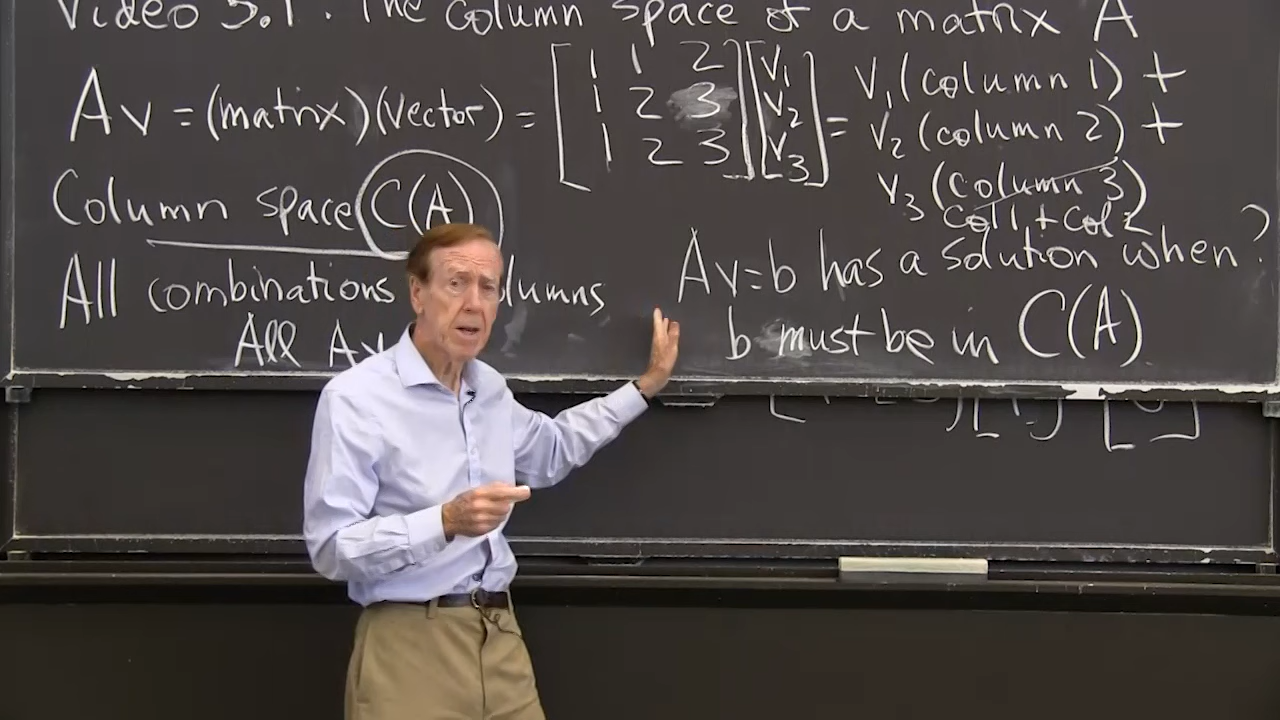 Video 5.1: The column space of a matrix A
Av = (matrix)(vector) = [1 1 2; 1 2 3; 1 2 3] [v1; v2; v3] = v1 (column 1) +
v2 (column 2) +
v3 (column 3)
col 1 + col 2
Column space C(A)
All combinations
All Av
Av = b has a solution when?
b must be in C(A)